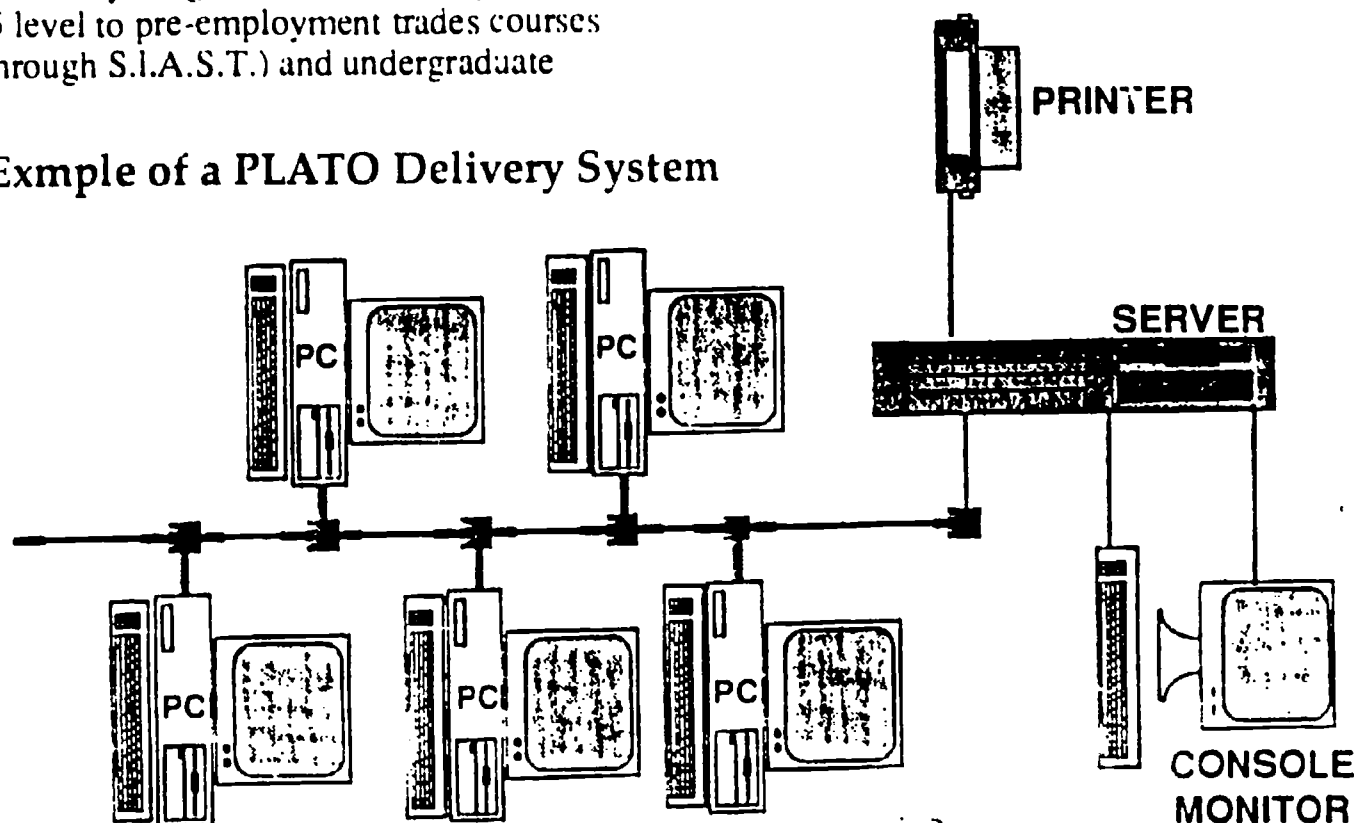 level to pre-employment trades courses
through S.I.A.S.T.) and undergraduate
Exmple of a PLATO Delivery System
PRINTER
SERVER
PC
PC
PC
PC
PC
CONSOLE
MONITOR